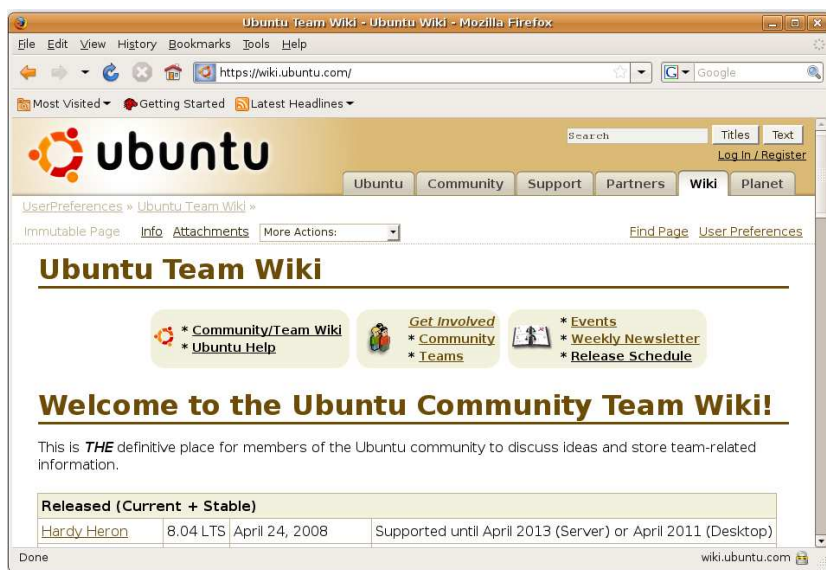 Ubuntu Team Wiki - Ubuntu Wiki - Mozilla Firefox
File Edit View History Bookmarks Tools Help
https://wiki.ubuntu.com/
G Google
Most Visited Getting Started Latest Headlines
ubuntu
Search Titles Text
Log In / Register
Ubuntu Community Support Partners Wiki Planet
UserPreferences » Ubuntu Team Wiki »
Immutable Page Info Attachments More Actions: Find Page User Preferences
Ubuntu Team Wiki
* Community/Team Wiki
* Ubuntu Help
Get Involved
* Community
* Teams
* Events
* Weekly Newsletter
* Release Schedule
Welcome to the Ubuntu Community Team Wiki!
This is THE definitive place for members of the Ubuntu community to discuss ideas and store team-related
information.
Released (Current + Stable)
Hardy Heron 8.04 LTS April 24, 2008 Supported until April 2013 (Server) or April 2011 (Desktop)
Done wiki.ubuntu.com